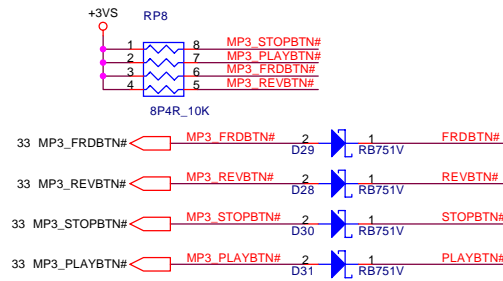 +3VS
RP8
1 8 MP3_STOPBTN#
2 7 MP3_PLAYBTN#
3 6 MP3_FRDBTN#
4 5 MP3_REVBTN#
8P4R_10K
33 MP3_FRDBTN# MP3_FRDBTN# 2 1 FRDBTN#
D29 RB751V
33 MP3_REVBTN# MP3_REVBTN# 2 1 REVBTN#
D28 RB751V
33 MP3_STOPBTN# MP3_STOPBTN# 2 1 STOPBTN#
D30 RB751V
33 MP3_PLAYBTN# MP3_PLAYBTN# 2 1 PLAYBTN#
D31 RB751V